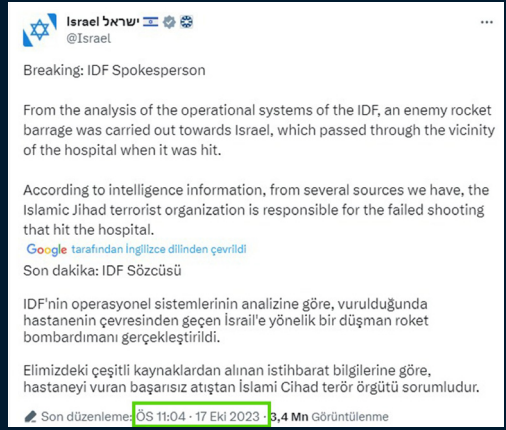 Israel ישראל
@Israel
Breaking: IDF Spokesperson
From the analysis of the operational systems of the IDF, an enemy rocket
barrage was carried out towards Israel, which passed through the vicinity
of the hospital when it was hit.
According to intelligence information, from several sources we have, the
Islamic Jihad terrorist organization is responsible for the failed shooting
that hit the hospital.
Google tarafından İngilizce dilinden çevrildi
Son dakika: IDF Sözcüsü
IDF'nin operasyonel sistemlerinin analizine göre, vurulduğunda
hastanenin çevresinden geçen İsrail'e yönelik bir düşman roket
bombardımanı gerçekleştirildi.
Elimizdeki çeşitli kaynaklardan alınan istihbarat bilgilerine göre,
hastaneyi vuran başarısız atıştan İslami Cihad terör örgütü sorumludur.
Son düzenleme: ÖS 11:04 · 17 Eki 2023 · 3,4 Mn Görüntülenme